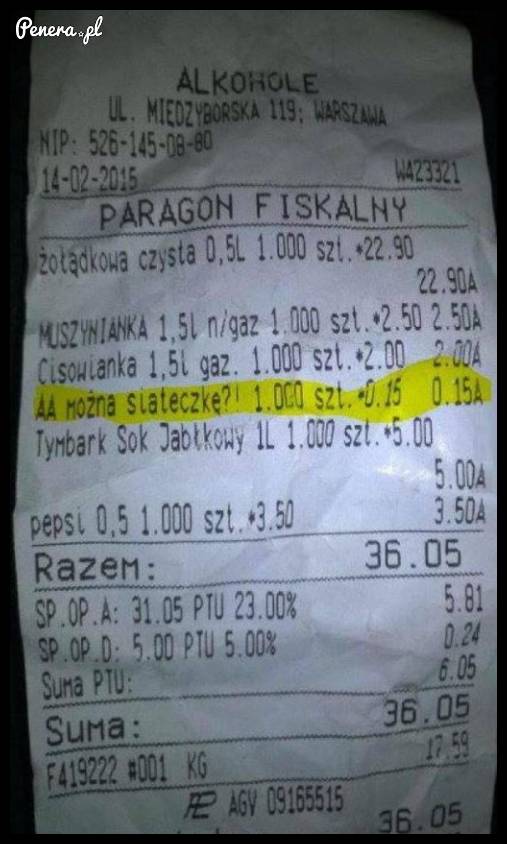 Penera.pl
ALKOHOLE
UL. MIEDZYBORSKA 119; WARSZAWA
NIP: 526-145-08-80
14-02-2015 WA23321
PARAGON FISKALNY
żołądkowa czysta 0,5L 1.000 szt.*22.90
22.90A
MUSZYNIANKA 1,5l n/gaz 1.000 szt.*2.50 2.50A
Cisowianka 1,5l gaz. 1.000 szt.*2.00 2.00A
AA można siateczkę?! 1.000 szt.*0.15 0.15A
Tymbark Sok Jabłkowy 1L 1.000 szt.*5.00
5.00A
pepsi 0,5 1.000 szt.*3.50 3.50A
Razem: 36.05
SP.OP.A: 31.05 PTU 23.00% 5.81
SP.OP.D: 5.00 PTU 5.00% 0.24
Suma PTU: 6.05
Suma: 36.05
F419222 #001 KG 17.59
AGV 09165515
36.05